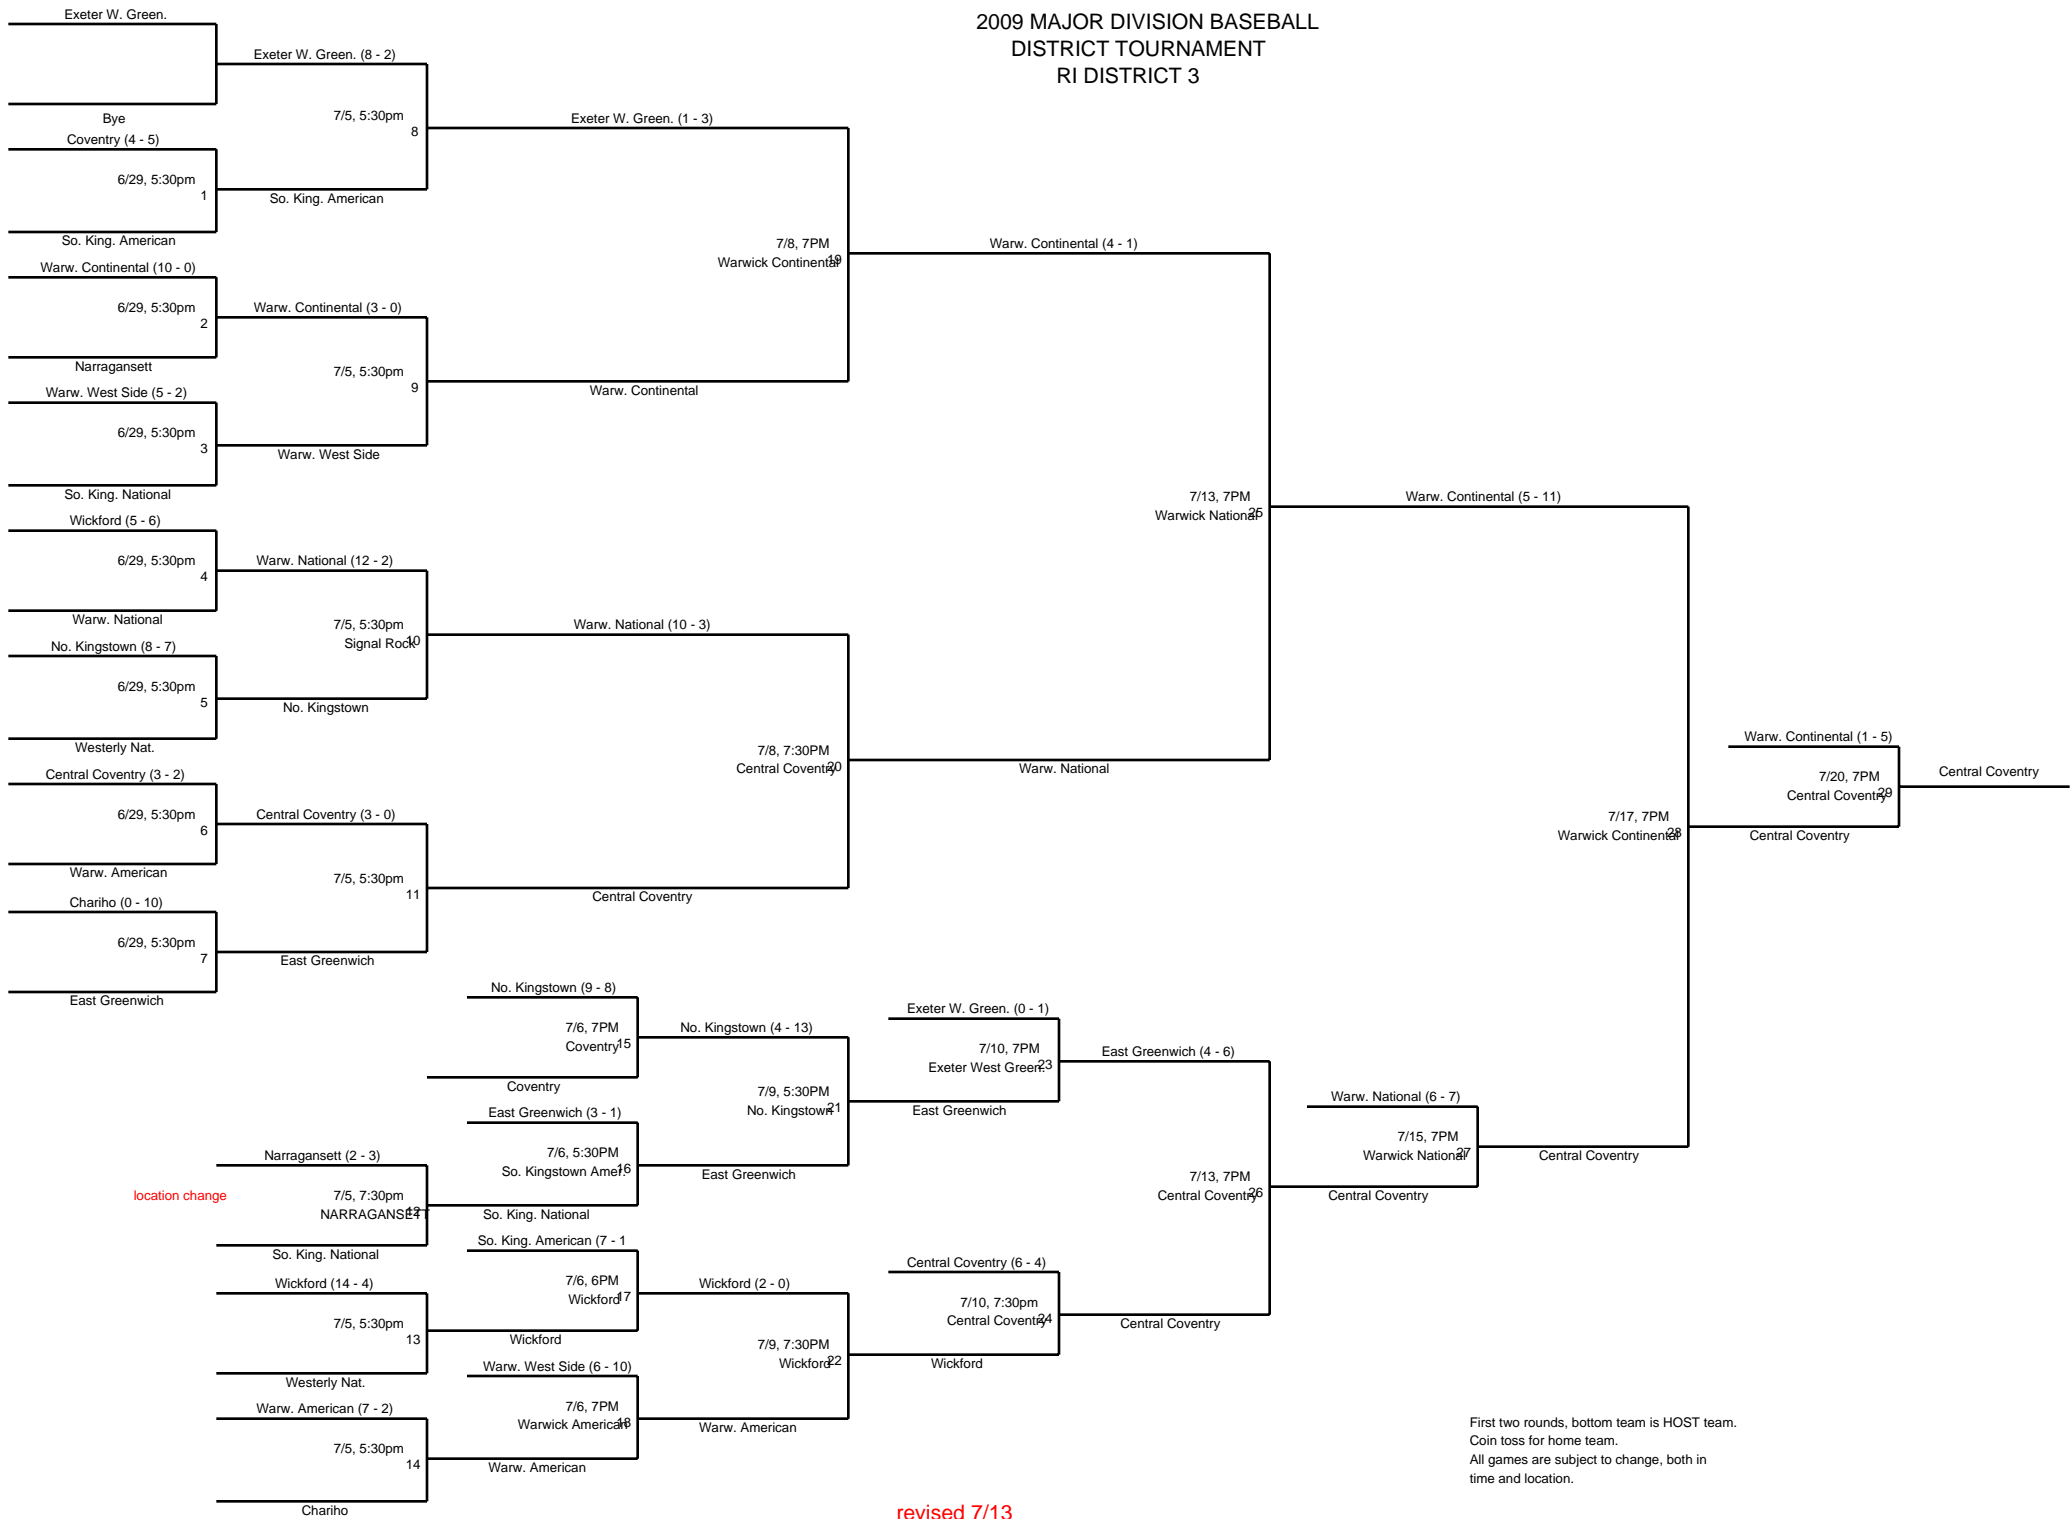 2009 MAJOR DIVISION BASEBALL
DISTRICT TOURNAMENT
RI DISTRICT 3
Exeter W. Green.
Bye
Coventry (4 - 5)
6/29, 5:30pm
1
So. King. American
Warw. Continental (10 - 0)
6/29, 5:30pm
2
Narragansett
Warw. West Side (5 - 2)
6/29, 5:30pm
3
So. King. National
Wickford (5 - 6)
6/29, 5:30pm
4
Warw. National
No. Kingstown (8 - 7)
6/29, 5:30pm
5
Westerly Nat.
Central Coventry (3 - 2)
6/29, 5:30pm
6
Warw. American
Chariho (0 - 10)
6/29, 5:30pm
7
East Greenwich
Exeter W. Green. (8 - 2)
7/5, 5:30pm
8
So. King. American
Warw. Continental (3 - 0)
7/5, 5:30pm
9
Warw. West Side
Warw. National (12 - 2)
7/5, 5:30pm
Signal Rock
10
No. Kingstown
Central Coventry (3 - 0)
7/5, 5:30pm
11
East Greenwich
Narragansett (2 - 3)
location change
7/5, 7:30pm
NARRAGANSETT
12
So. King. National
Wickford (14 - 4)
7/5, 5:30pm
13
Westerly Nat.
Warw. American (7 - 2)
7/5, 5:30pm
14
Chariho
No. Kingstown (9 - 8)
7/6, 7PM
Coventry
15
Coventry
East Greenwich (3 - 1)
7/6, 5:30PM
So. Kingstown Amer.
16
So. King. National
So. King. American (7 - 1
7/6, 6PM
Wickford
17
Wickford
Warw. West Side (6 - 10)
7/6, 7PM
Warwick American
18
Warw. American
Exeter W. Green. (1 - 3)
7/8, 7PM
Warwick Continental
19
Warw. Continental
Warw. National (10 - 3)
7/8, 7:30PM
Central Coventry
20
Central Coventry
No. Kingstown (4 - 13)
7/9, 5:30PM
No. Kingstown
21
East Greenwich
Wickford (2 - 0)
7/9, 7:30PM
Wickford
22
Warw. American
Exeter W. Green. (0 - 1)
7/10, 7PM
Exeter West Green.
23
East Greenwich
Central Coventry (6 - 4)
7/10, 7:30pm
Central Coventry
24
Wickford
Warw. Continental (4 - 1)
7/13, 7PM
Warwick National
25
Warw. National
East Greenwich (4 - 6)
7/13, 7PM
Central Coventry
26
Central Coventry
Warw. National (6 - 7)
7/15, 7PM
Warwick National
27
Central Coventry
Warw. Continental (5 - 11)
7/17, 7PM
Warwick Continental
28
Central Coventry
Warw. Continental (1 - 5)
7/20, 7PM
Central Coventry
29
Central Coventry
Central Coventry
First two rounds, bottom team is HOST team.
Coin toss for home team.
All games are subject to change, both in
time and location.
revised 7/13